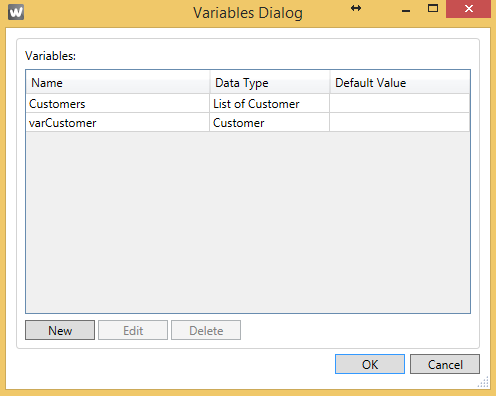 W
Variables Dialog
Variables:
Name Data Type Default Value
Customers List of Customer
varCustomer Customer
New Edit Delete
OK Cancel